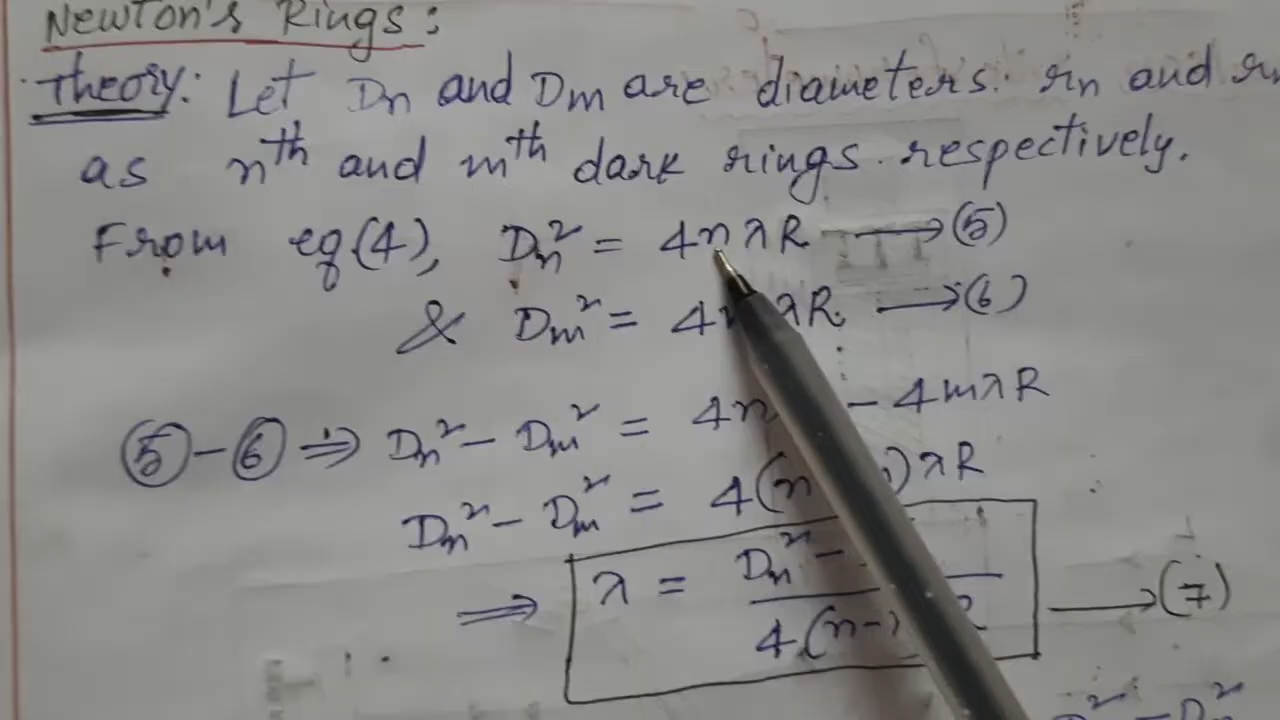 Newton's Rings:
Theory: Let Dn and Dm are diameters. rn and
as nth and mth dark rings respectively.
From eq(4), Dn² = 4nλR ⟶(5)
& Dm² = 4 λR. ⟶(6)
(5)-(6) ⇒ Dn² - Dm² = 4n - 4mλR
Dn² - Dm² = 4(n )λR
⟹ λ = Dn² - / 4(n- ⟶(7)